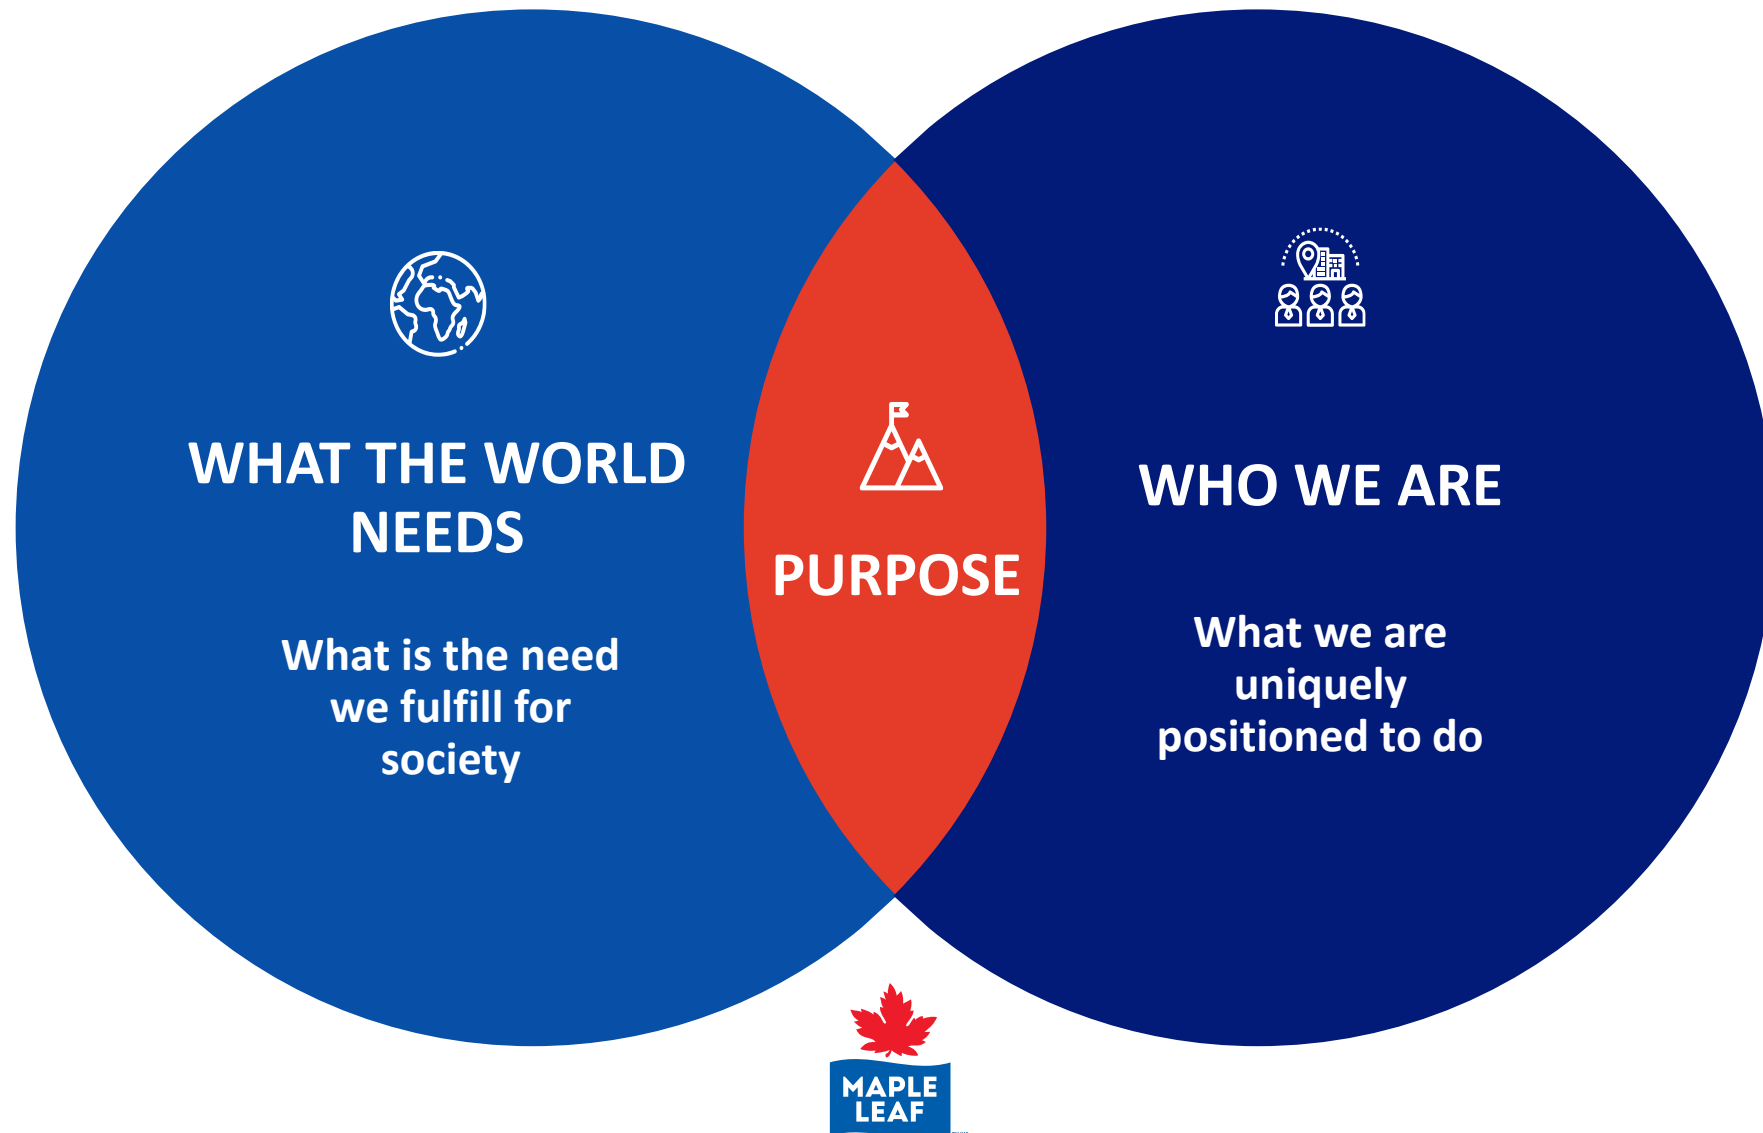 WHAT THE WORLD
NEEDS
What is the need
we fulfill for
society
PURPOSE
WHO WE ARE
What we are
uniquely
positioned to do
MAPLE
LEAF